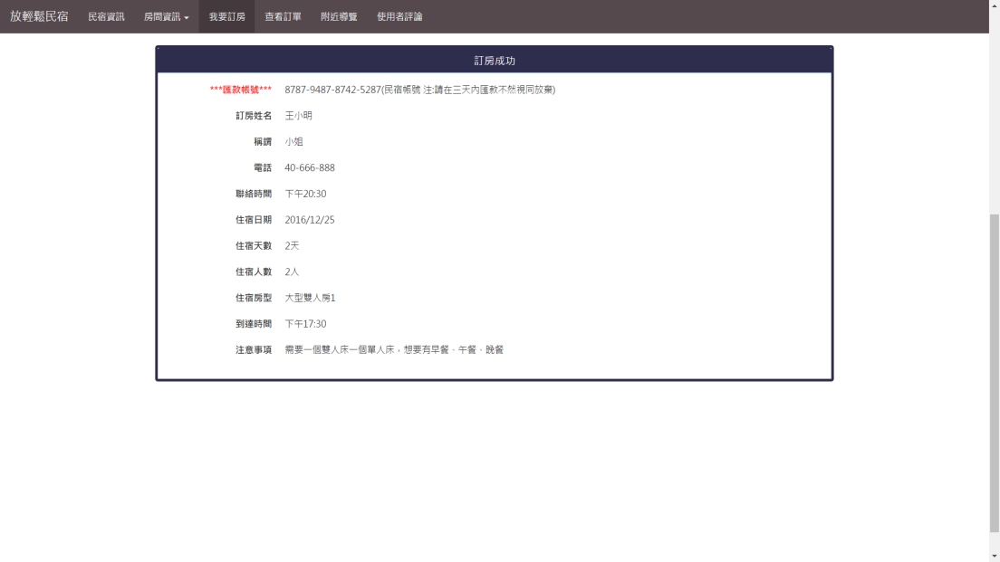 放輕鬆民宿 民宿資訊 房間資訊 我要訂房 查看訂單 附近導覽 使用者評論
訂房成功
***匯款帳號*** 8787-9487-8742-5287(民宿帳號 注:請在三天內匯款不然視同放棄)
訂房姓名 王小明
稱謂 小姐
電話 40-666-888
聯絡時間 下午20:30
住宿日期 2016/12/25
住宿天數 2天
住宿人數 2人
住宿房型 大型雙人房1
到達時間 下午17:30
注意事項 需要一個雙人床一個單人床，想要有早餐、午餐、晚餐